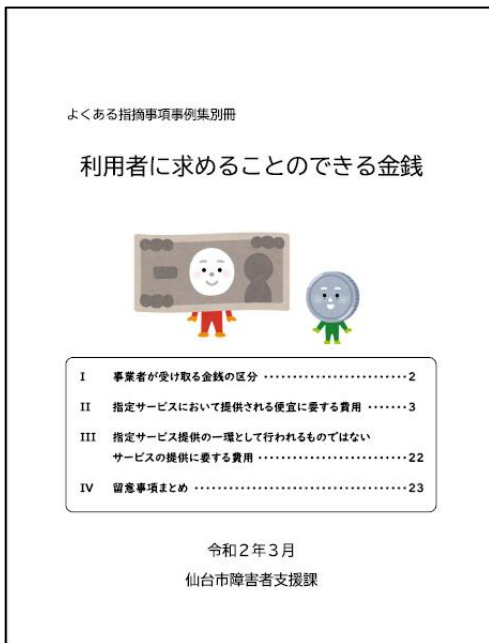 よくある指摘事項事例集別冊
利用者に求めることのできる金銭
I 事業者が受け取る金銭の区分 ························2
II 指定サービスにおいて提供される便宜に要する費用 ·······3
III 指定サービス提供の一環として行われるものではない
サービスの提供に要する費用 ·························22
IV 留意事項まとめ ···································23
令和2年3月
仙台市障害者支援課